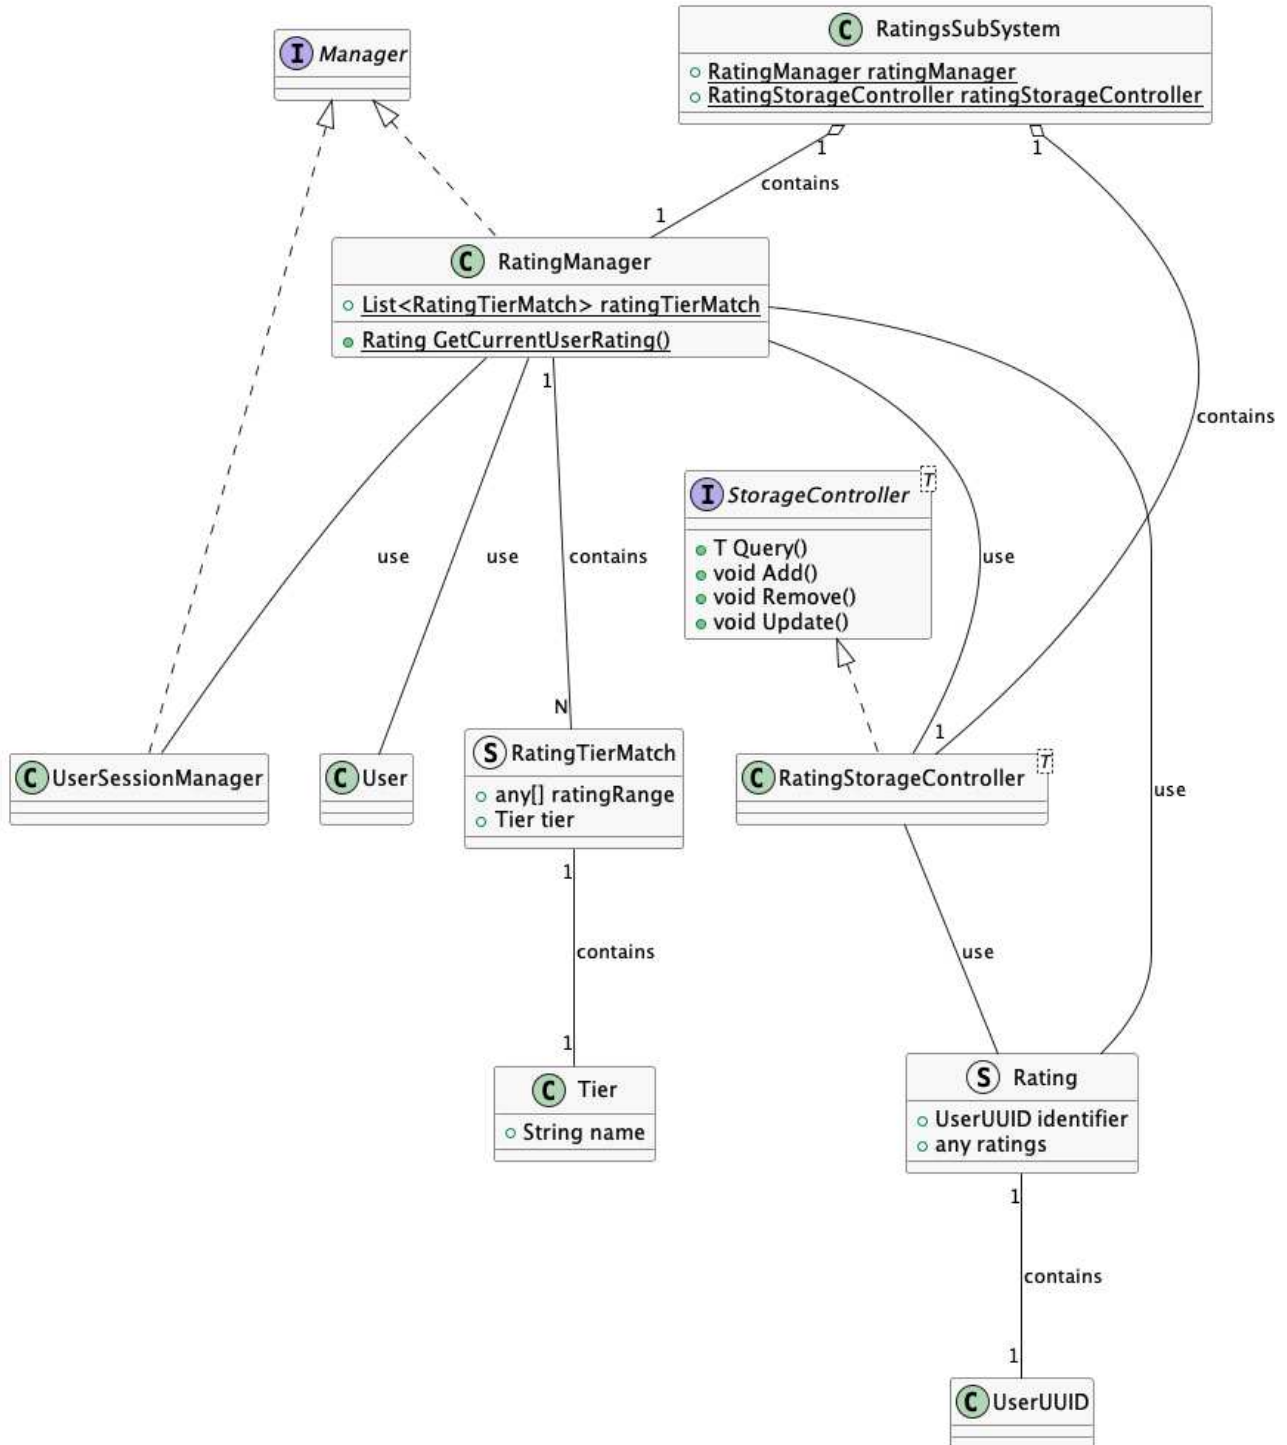 I Manager
C RatingsSubSystem
RatingManager ratingManager
RatingStorageController ratingStorageController
1
1
contains
1
C RatingManager
List<RatingTierMatch> ratingTierMatch
Rating GetCurrentUserRating()
1
contains
I StorageController T
T Query()
void Add()
void Remove()
void Update()
use
use
contains
use
N
1
C UserSessionManager
C User
S RatingTierMatch
any[] ratingRange
Tier tier
C RatingStorageController T
use
1
contains
use
1
C Tier
String name
S Rating
UserUUID identifier
any ratings
1
contains
1
C UserUUID